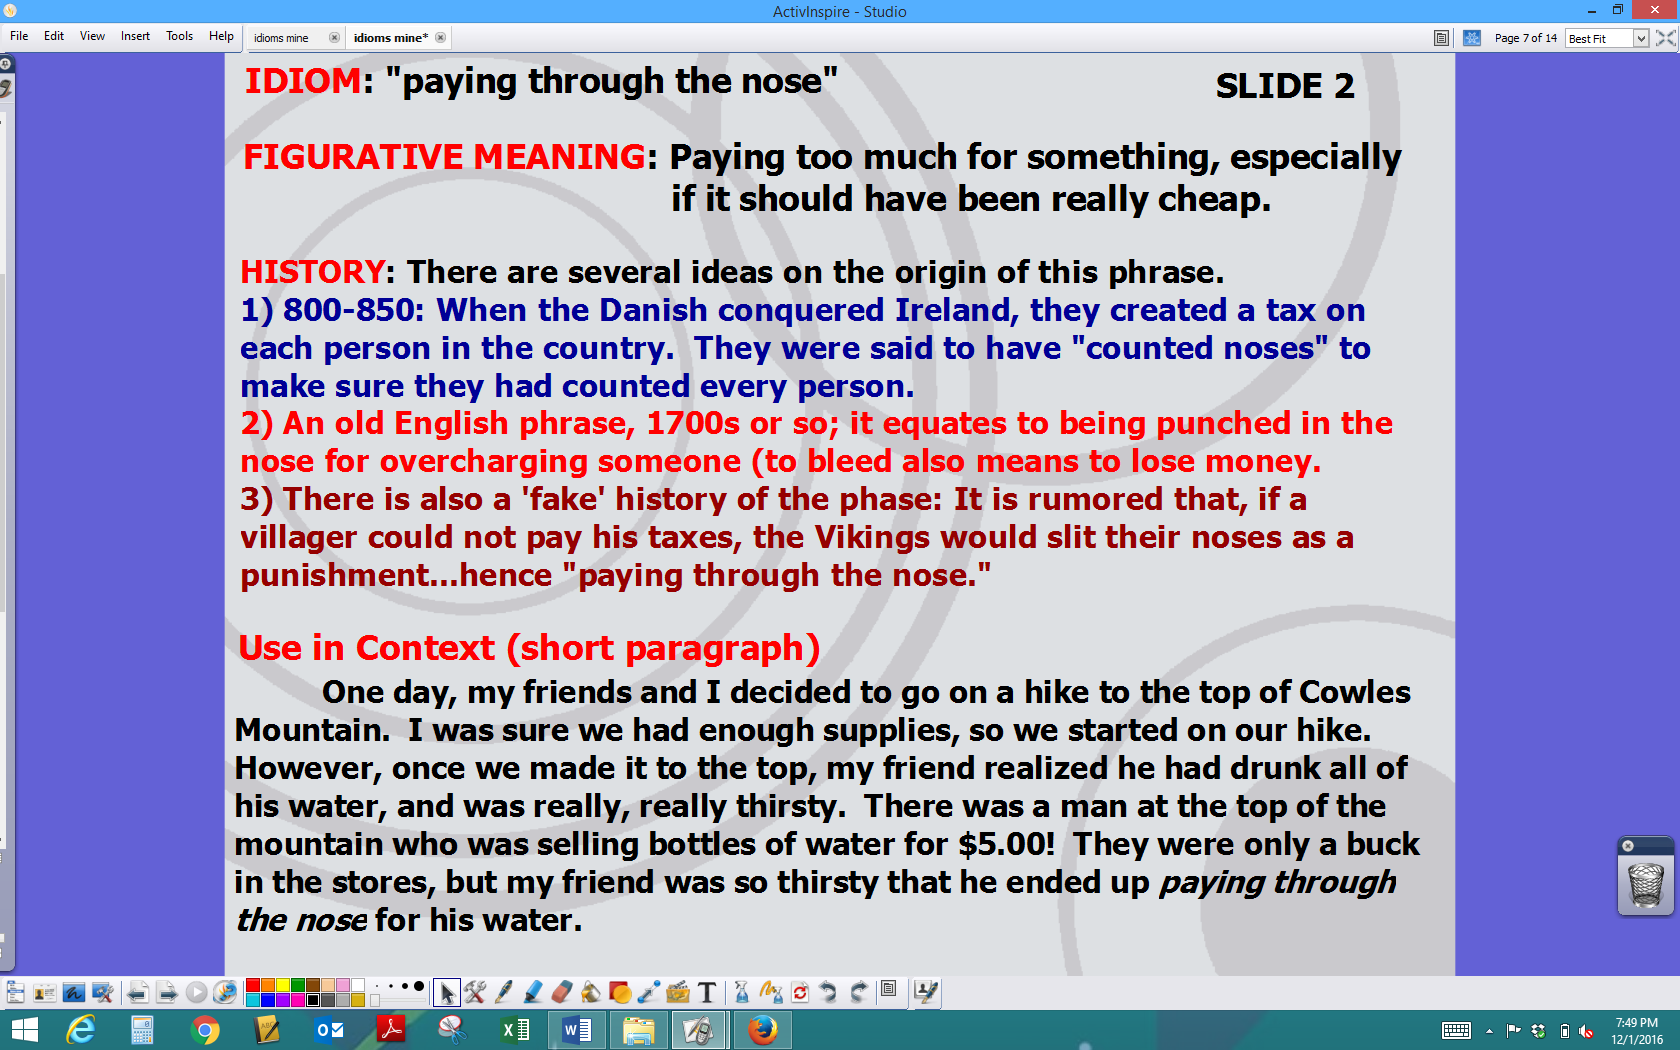 ActivInspire - Studio
File Edit View Insert Tools Help
idioms mine
idioms mine*
Page 7 of 14
Best Fit
IDIOM: "paying through the nose"
SLIDE 2
FIGURATIVE MEANING: Paying too much for something, especially
if it should have been really cheap.
HISTORY: There are several ideas on the origin of this phrase.
1) 800-850: When the Danish conquered Ireland, they created a tax on
each person in the country. They were said to have "counted noses" to
make sure they had counted every person.
2) An old English phrase, 1700s or so; it equates to being punched in the
nose for overcharging someone (to bleed also means to lose money.
3) There is also a 'fake' history of the phase: It is rumored that, if a
villager could not pay his taxes, the Vikings would slit their noses as a
punishment...hence "paying through the nose."
Use in Context (short paragraph)
One day, my friends and I decided to go on a hike to the top of Cowles
Mountain. I was sure we had enough supplies, so we started on our hike.
However, once we made it to the top, my friend realized he had drunk all of
his water, and was really, really thirsty. There was a man at the top of the
mountain who was selling bottles of water for $5.00! They were only a buck
in the stores, but my friend was so thirsty that he ended up paying through
the nose for his water.
7:49 PM
12/1/2016